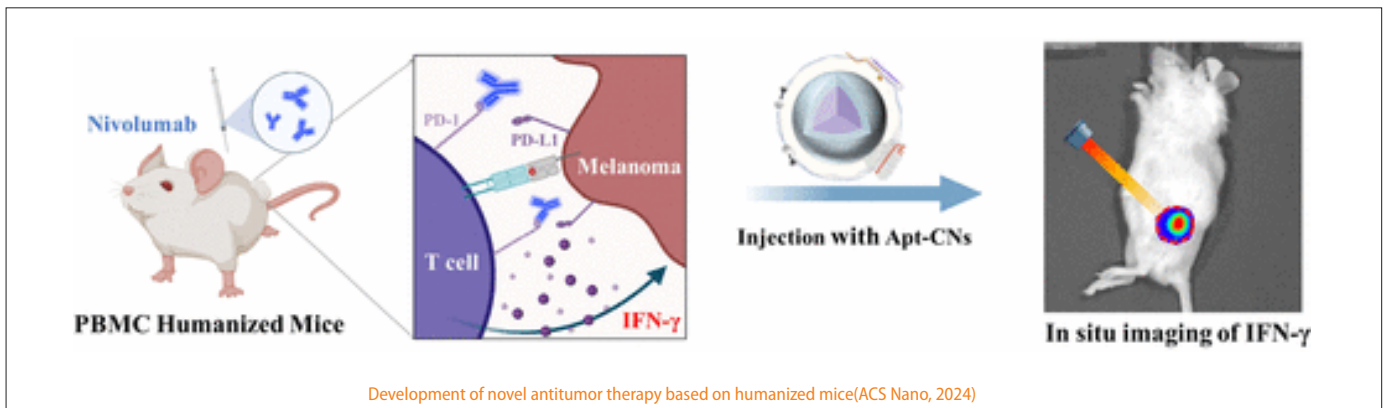 Nivolumab
PBMC Humanized Mice
PD-1
PD-L1
Melanoma
T cell
IFN-γ
Injection with Apt-CNs
In situ imaging of IFN-γ
Development of novel antitumor therapy based on humanized mice(ACS Nano, 2024)